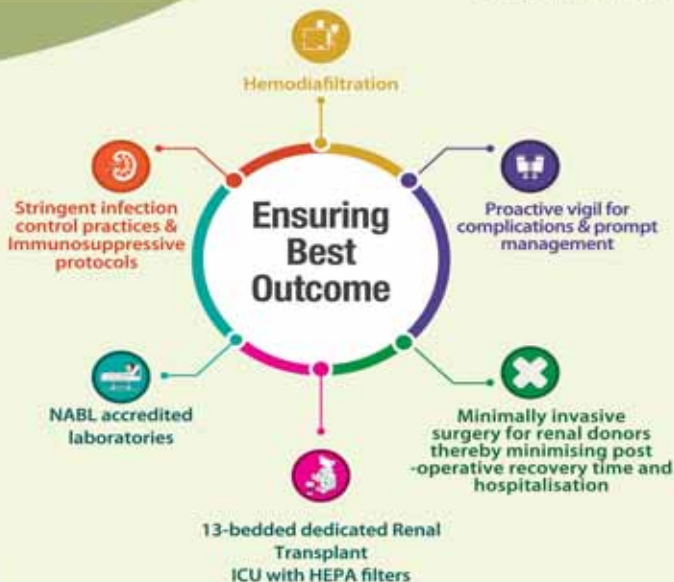 Hemodiafiltration
Stringent infection
control practices &
Immunosuppressive
protocols
Ensuring
Best
Outcome
Proactive vigil for
complications & prompt
management
NABL accredited
laboratories
Minimally invasive
surgery for renal donors
thereby minimising post
-operative recovery time and
hospitalisation
13-bedded dedicated Renal
Transplant
ICU with HEPA filters